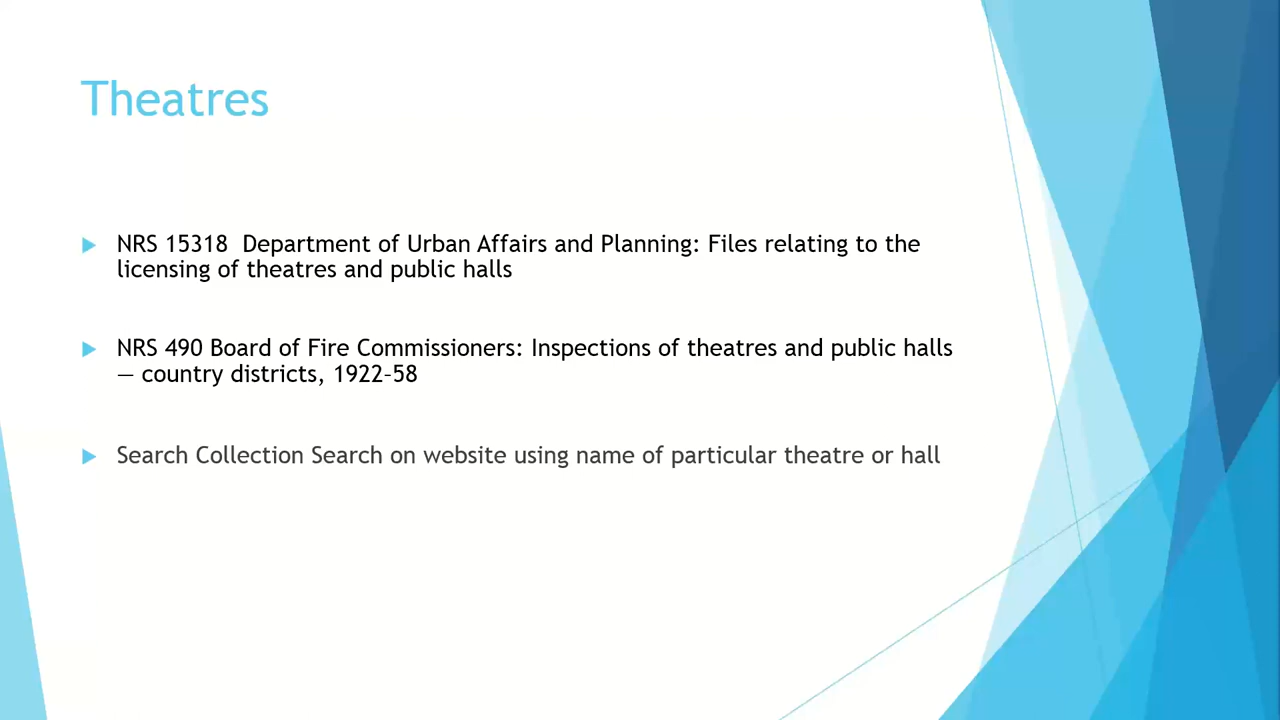 Theatres
NRS 15318  Department of Urban Affairs and Planning: Files relating to the
licensing of theatres and public halls
NRS 490 Board of Fire Commissioners: Inspections of theatres and public halls
— country districts, 1922–58
Search Collection Search on website using name of particular theatre or hall